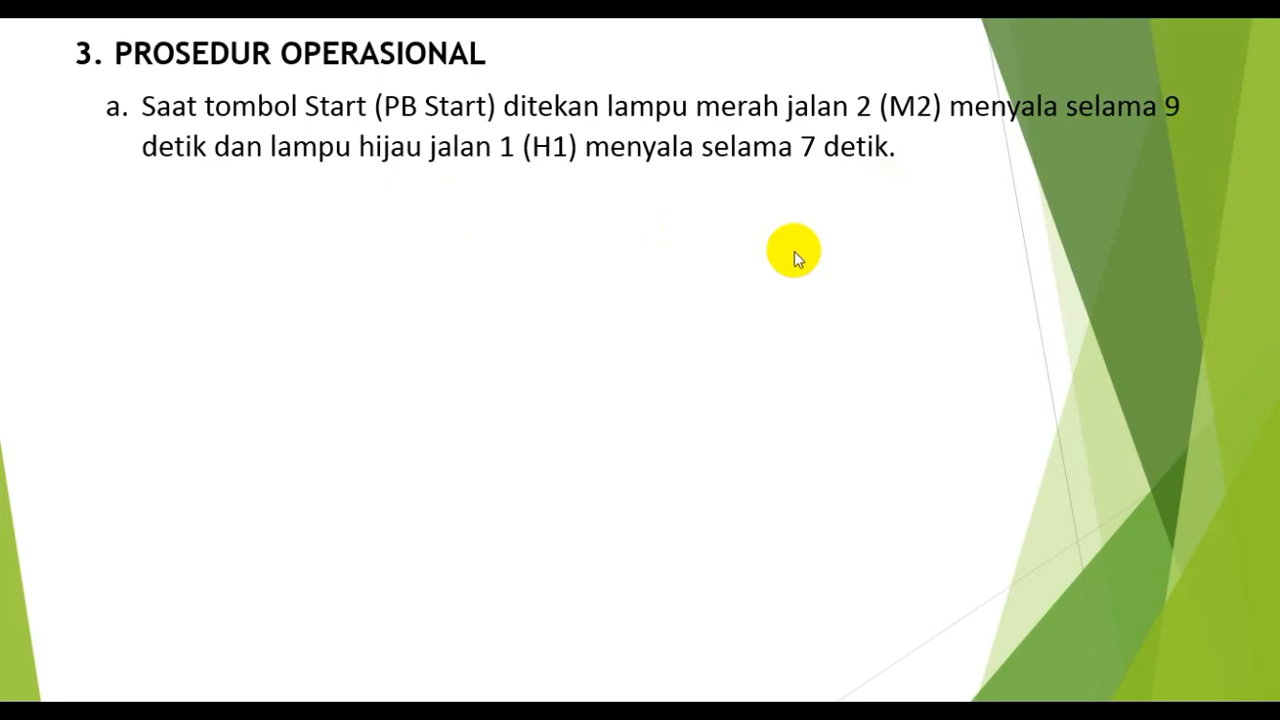 3. PROSEDUR OPERASIONAL
a. Saat tombol Start (PB Start) ditekan lampu merah jalan 2 (M2) menyala selama 9
detik dan lampu hijau jalan 1 (H1) menyala selama 7 detik.